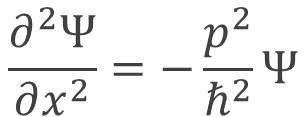 ∂²Ψ/∂x² = −p²/ħ² Ψ